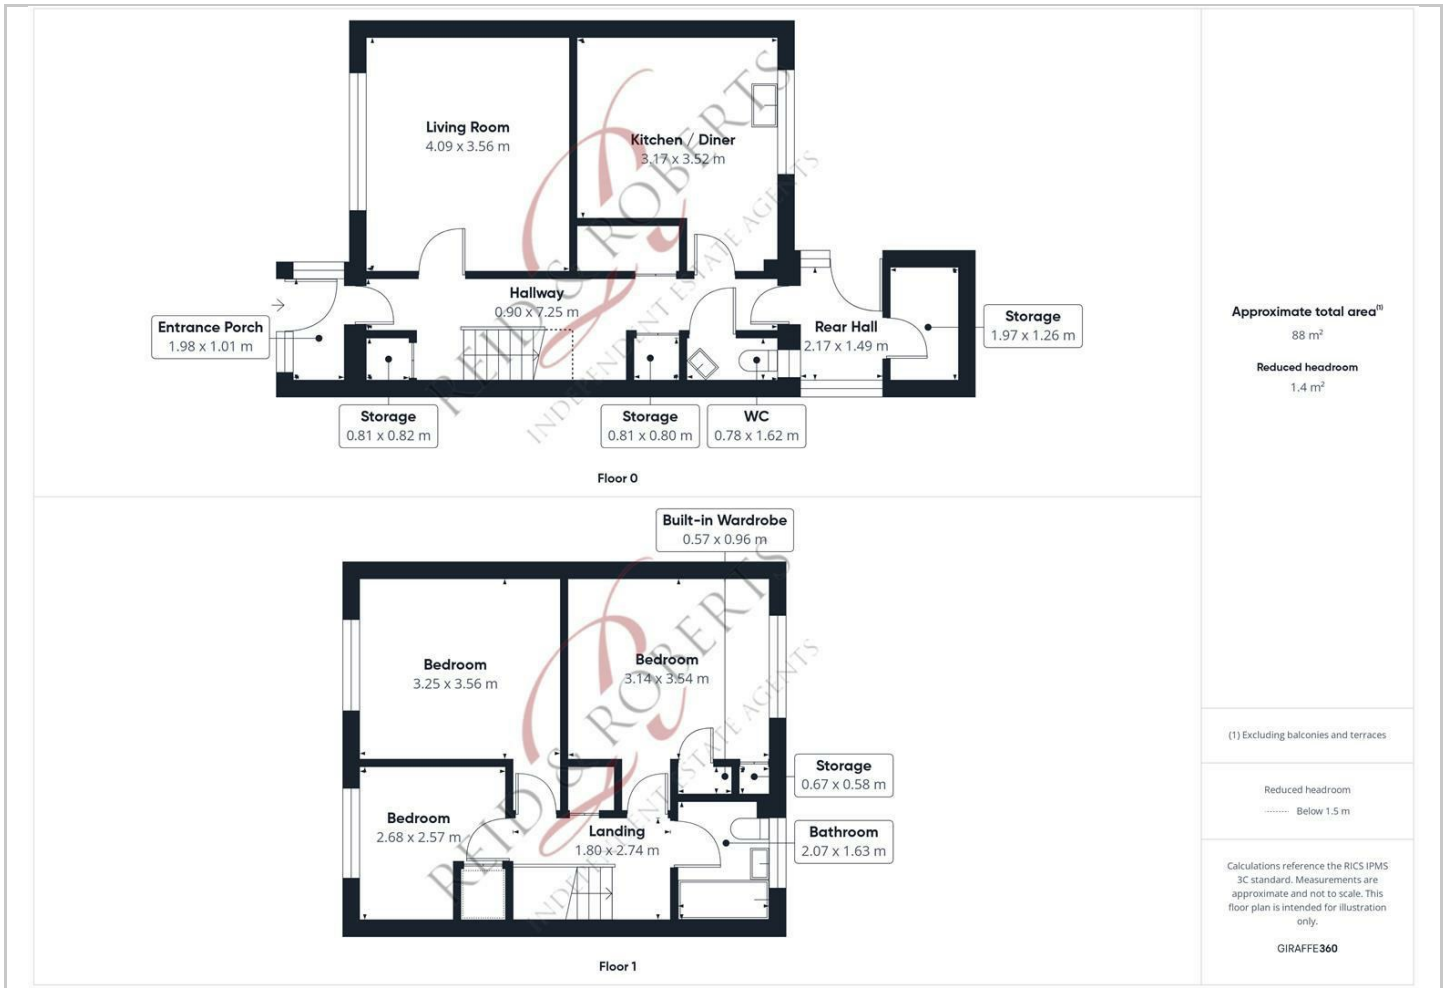 Living Room
4.09 x 3.56 m
Kitchen / Diner
3.17 x 3.52 m
Hallway
0.90 x 7.25 m
Entrance Porch
1.98 x 1.01 m
Rear Hall
2.17 x 1.49 m
Storage
1.97 x 1.26 m
Storage
0.81 x 0.82 m
Storage
0.81 x 0.80 m
WC
0.78 x 1.62 m
Floor 0
REID & ROBERTS
INDEPENDENT ESTATE AGENTS
Built-in Wardrobe
0.57 x 0.96 m
Bedroom
3.25 x 3.56 m
Bedroom
3.14 x 3.54 m
Storage
0.67 x 0.58 m
Bedroom
2.68 x 2.57 m
Landing
1.80 x 2.74 m
Bathroom
2.07 x 1.63 m
Floor 1
REID & ROBERTS
INDEPENDENT ESTATE AGENTS
Approximate total area(1)
88 m²
Reduced headroom
1.4 m²
(1) Excluding balconies and terraces
Reduced headroom
Below 1.5 m
Calculations reference the RICS IPMS
3C standard. Measurements are
approximate and not to scale. This
floor plan is intended for illustration
only.
GIRAFFE360